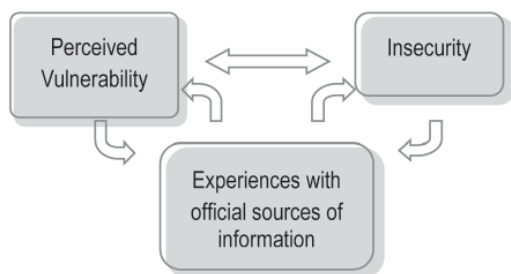 Perceived
Vulnerability
Insecurity
Experiences with
official sources of
information